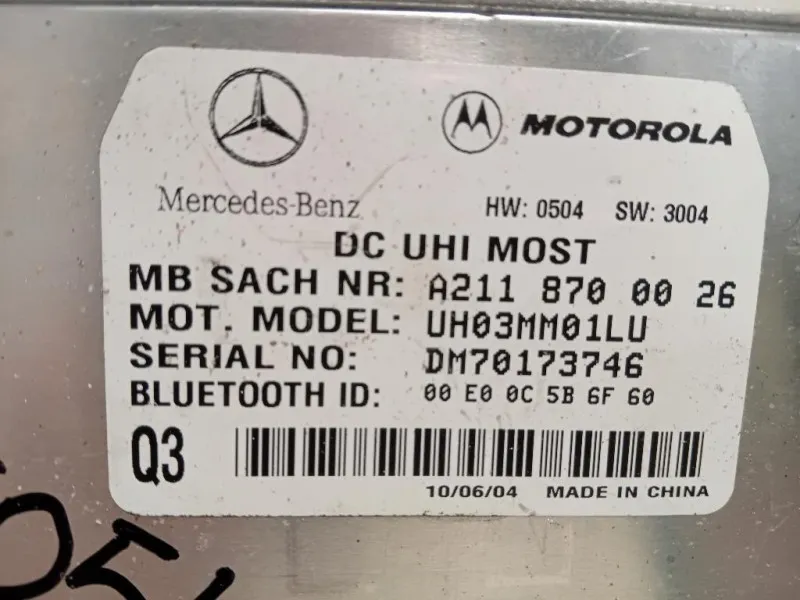 MOTOROLA
Mercedes-Benz
HW: 0504 SW: 3004
DC UHI MOST
MB SACH NR: A211 870 00 26
MOT. MODEL: UH03MM01LU
SERIAL NO: DM70173746
BLUETOOTH ID: 00 E0 0C 5B 6F 60
Q3
10/06/04 MADE IN CHINA